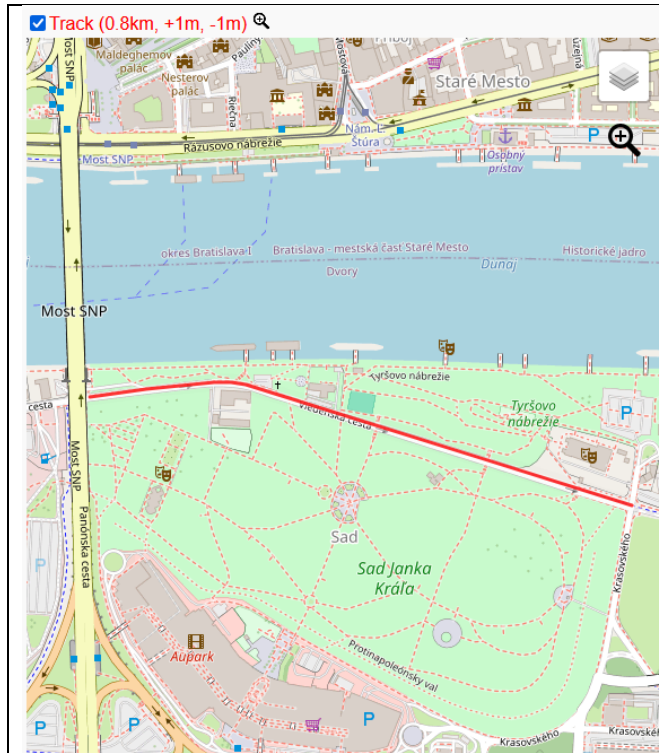 Track (0.8km, +1m, -1m)
Most SNP
Maldeghemov
palác
Nesterov
palác
Pauliny
Riečna
Mostová
Staré Mesto
Rázusovo nábrežie
Nám. Ľ.
Štúra
Most SNP
Osobný
prístav
P
okres Bratislava I
Bratislava - mestská časť Staré Mesto
Historické jadro
Dvory
Dunaj
Most SNP
Tyršovo nábrežie
cesta
Viedenská cesta
Tyršovo
nábrežie
P
Most SNP
Panónska cesta
P
Sad
Sad Janka
Kráľa
Krasovského
Protinapoleónsky val
Aupark
P
P
P
P
Krasovského